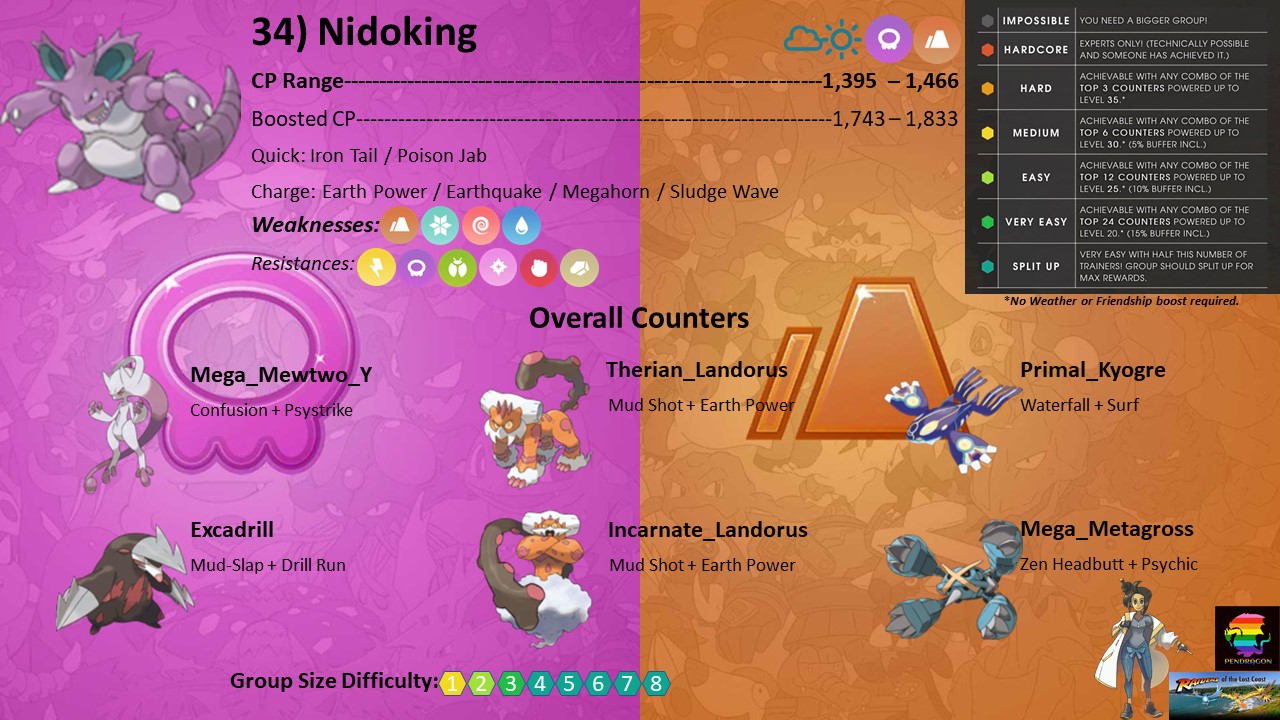 34) Nidoking
CP Range---1,395 – 1,466
Boosted CP---1,743 – 1,833
Quick: Iron Tail / Poison Jab
Charge: Earth Power / Earthquake / Megahorn / Sludge Wave
Weaknesses:
Resistances:
IMPOSSIBLE YOU NEED A BIGGER GROUP!
HARDCORE EXPERTS ONLY! (TECHNICALLY POSSIBLE
AND SOMEONE HAS ACHIEVED IT.)
HARD ACHIEVABLE WITH ANY COMBO OF THE
TOP 3 COUNTERS POWERED UP TO
LEVEL 35.*
MEDIUM ACHIEVABLE WITH ANY COMBO OF THE
TOP 6 COUNTERS POWERED UP TO
LEVEL 30.* (5% BUFFER INCL.)
EASY ACHIEVABLE WITH ANY COMBO OF THE
TOP 12 COUNTERS POWERED UP TO
LEVEL 25.* (10% BUFFER INCL.)
VERY EASY ACHIEVABLE WITH ANY COMBO OF THE
TOP 24 COUNTERS POWERED UP TO
LEVEL 20.* (15% BUFFER INCL.)
SPLIT UP VERY EASY WITH HALF THIS NUMBER OF
TRAINERS! GROUP SHOULD SPLIT UP FOR
MAX REWARDS.
*No Weather or Friendship boost required.
Overall Counters
Mega_Mewtwo_Y
Confusion + Psystrike
Therian_Landorus
Mud Shot + Earth Power
Primal_Kyogre
Waterfall + Surf
Excadrill
Mud-Slap + Drill Run
Incarnate_Landorus
Mud Shot + Earth Power
Mega_Metagross
Zen Headbutt + Psychic
Group Size Difficulty: 1 2 3 4 5 6 7 8
PENDRAGON
RAIDERS of the Lost Coast